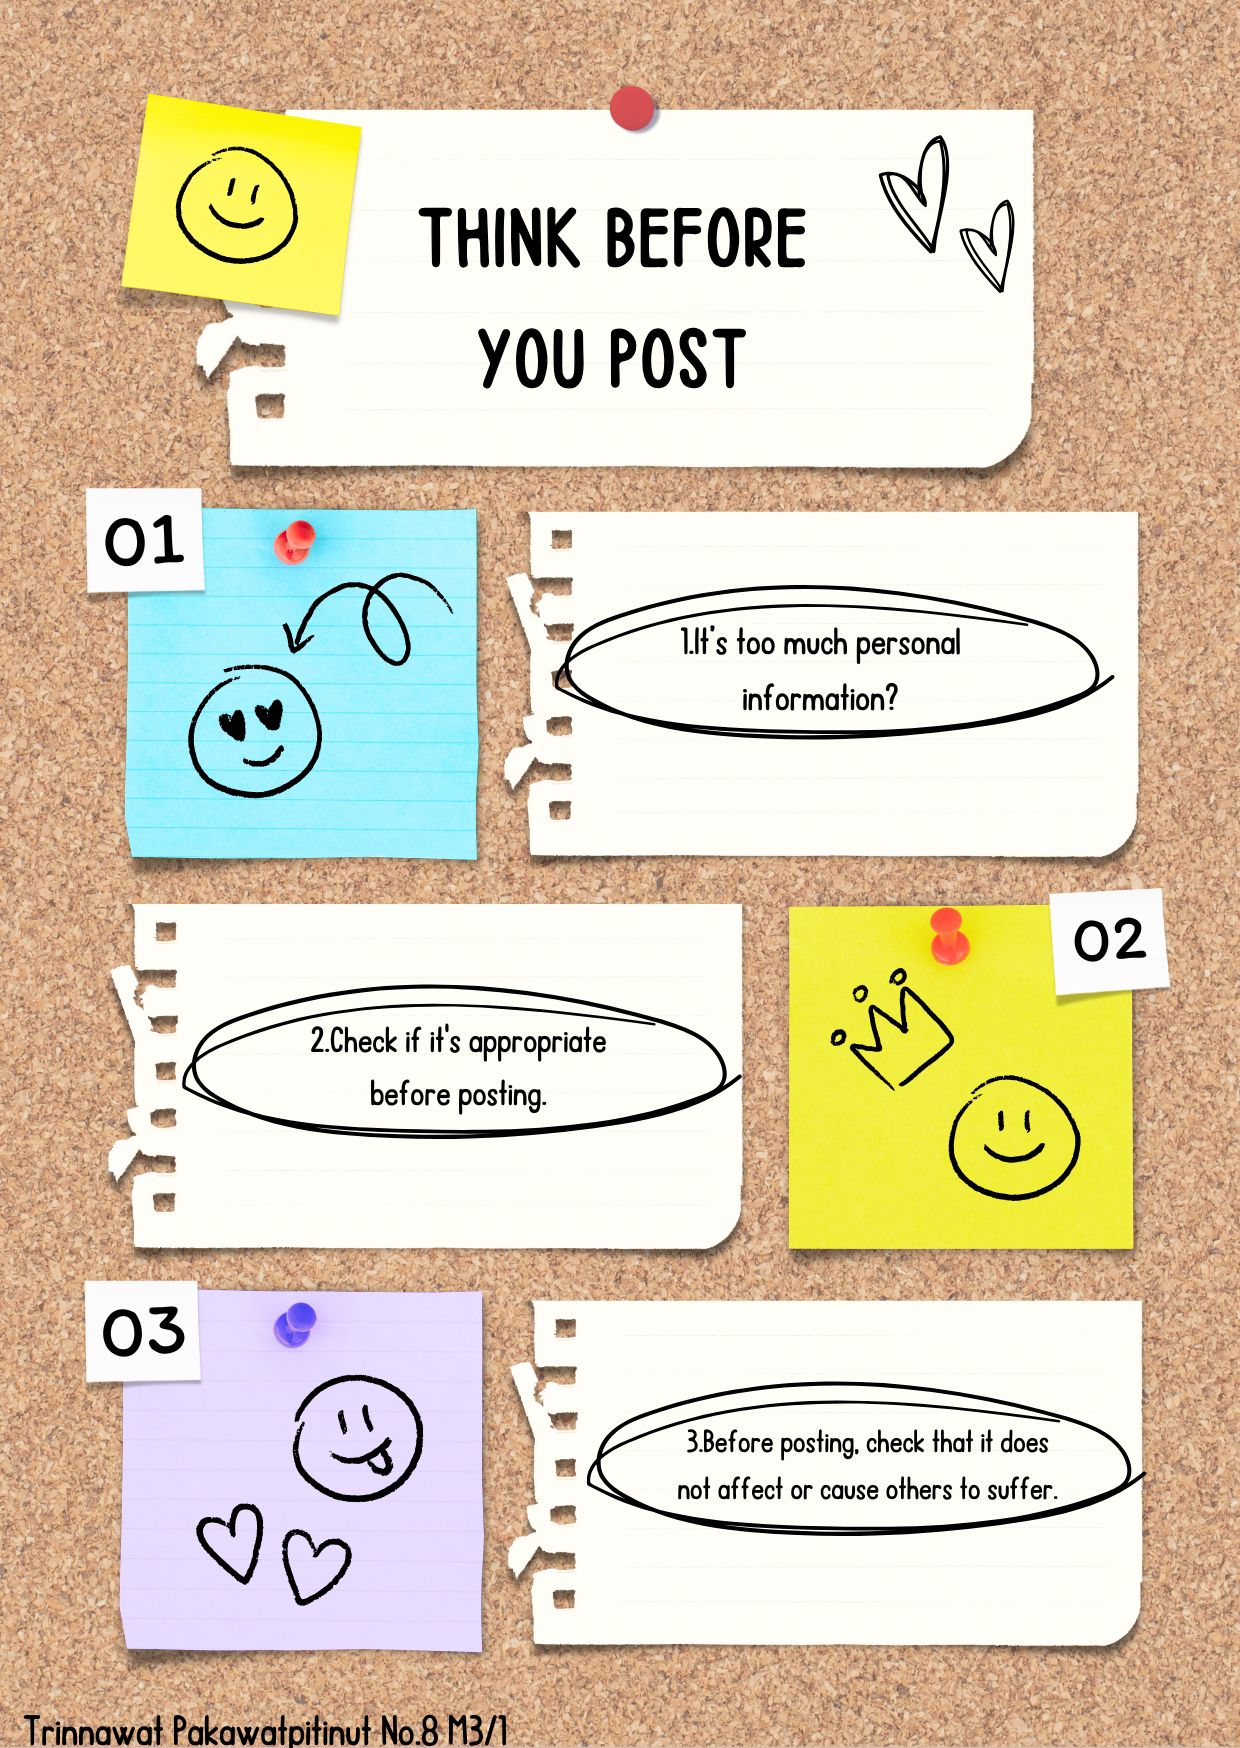 THINK BEFORE
YOU POST
01
1.It's too much personal
information?
2.Check if it's appropriate
before posting.
02
03
3.Before posting, check that it does
not affect or cause others to suffer.
Trinnawat Pakawatpitinut No.8 M3/1